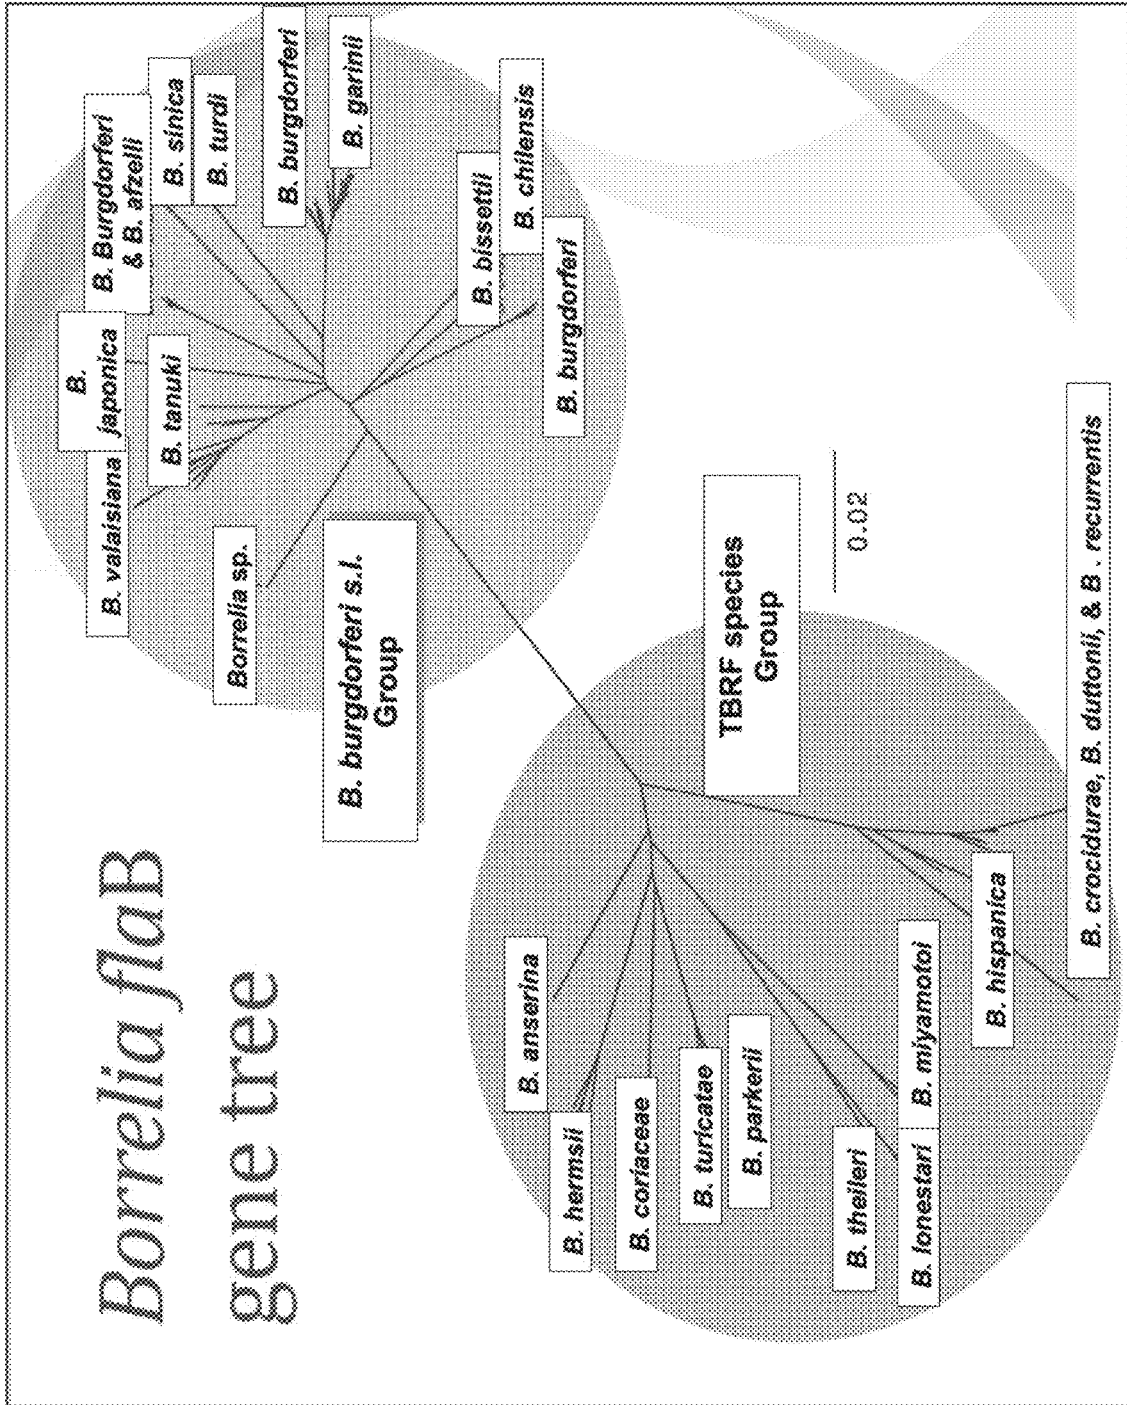 Borrelia flaB
gene tree
B. valaisiana
B.
japonica
B. Burgdorferi
& B. afzelli
B. sinica
B. turdi
B. tanuki
Borrelia sp.
B. burgdorferi
B. garinii
B. burgdorferi s.l.
Group
B. bissettii
B. chilensis
B. burgdorferi
B. anserina
B. hermsii
B. coriaceae
B. turicatae
B. parkerii
TBRF species
Group
0.02
B. theileri
B. lonestari
B. miyamotoi
B. hispanica
B. crocidurae, B. duttonii, & B . recurrentis